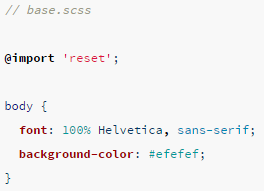 // base.scss
@import 'reset';
body {
  font: 100% Helvetica, sans-serif;
  background-color: #efefef;
}